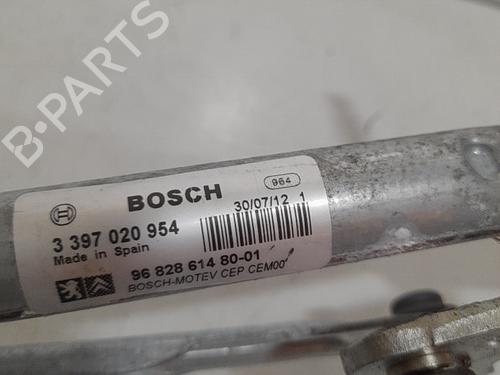 B-PARTS
BOSCH
964
3 397 020 954
30/07/12 1
Made in Spain
96 828 614 80-01
BOSCH-MOTEV CEP CEM00